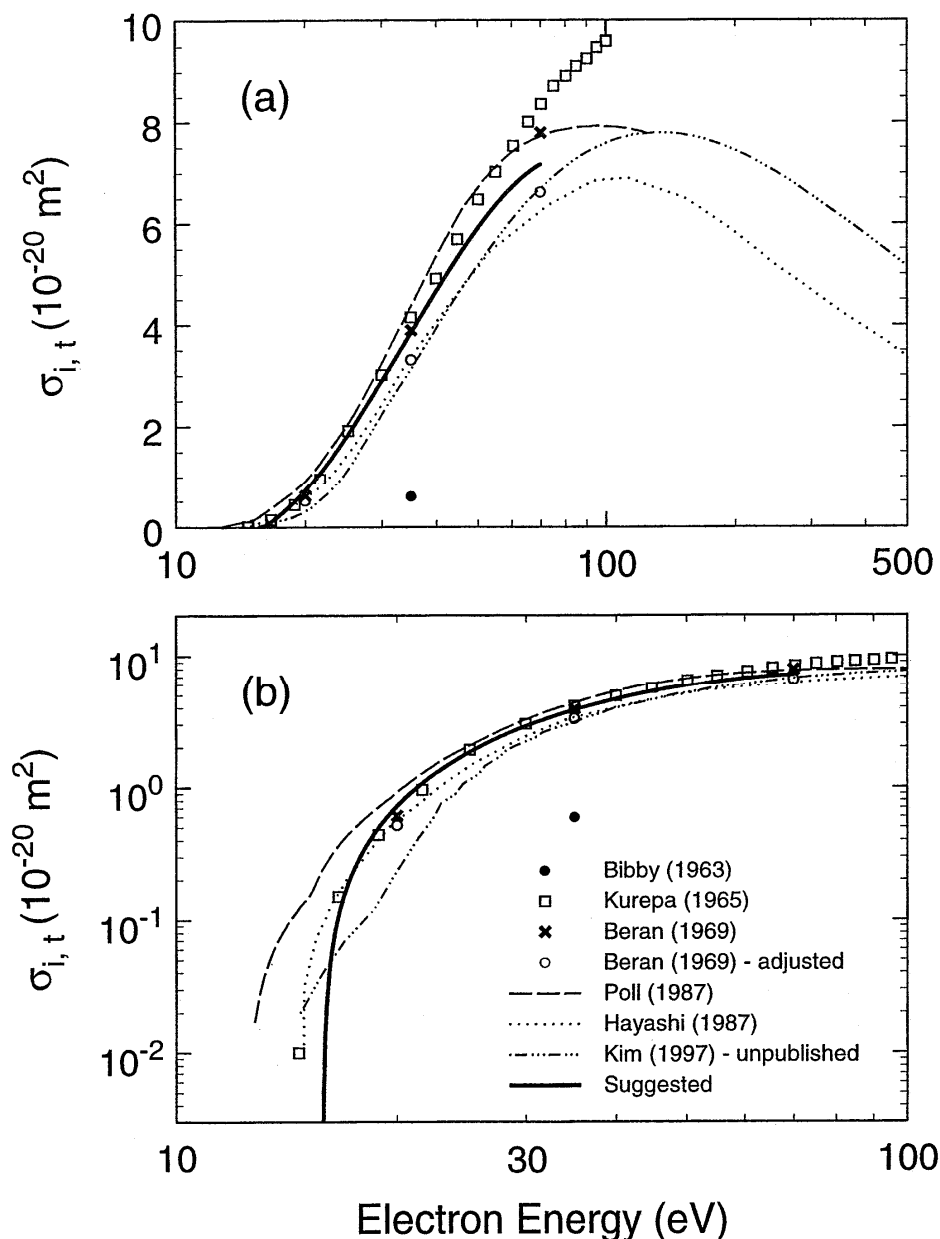 10
8
6
4
2
0
σi, t (10-20 m2)
(a)
10
100
500
101
100
10-1
10-2
σi, t (10-20 m2)
(b)
Bibby (1963)
Kurepa (1965)
Beran (1969)
Beran (1969) - adjusted
Poll (1987)
Hayashi (1987)
Kim (1997) - unpublished
Suggested
10
30
100
Electron Energy (eV)